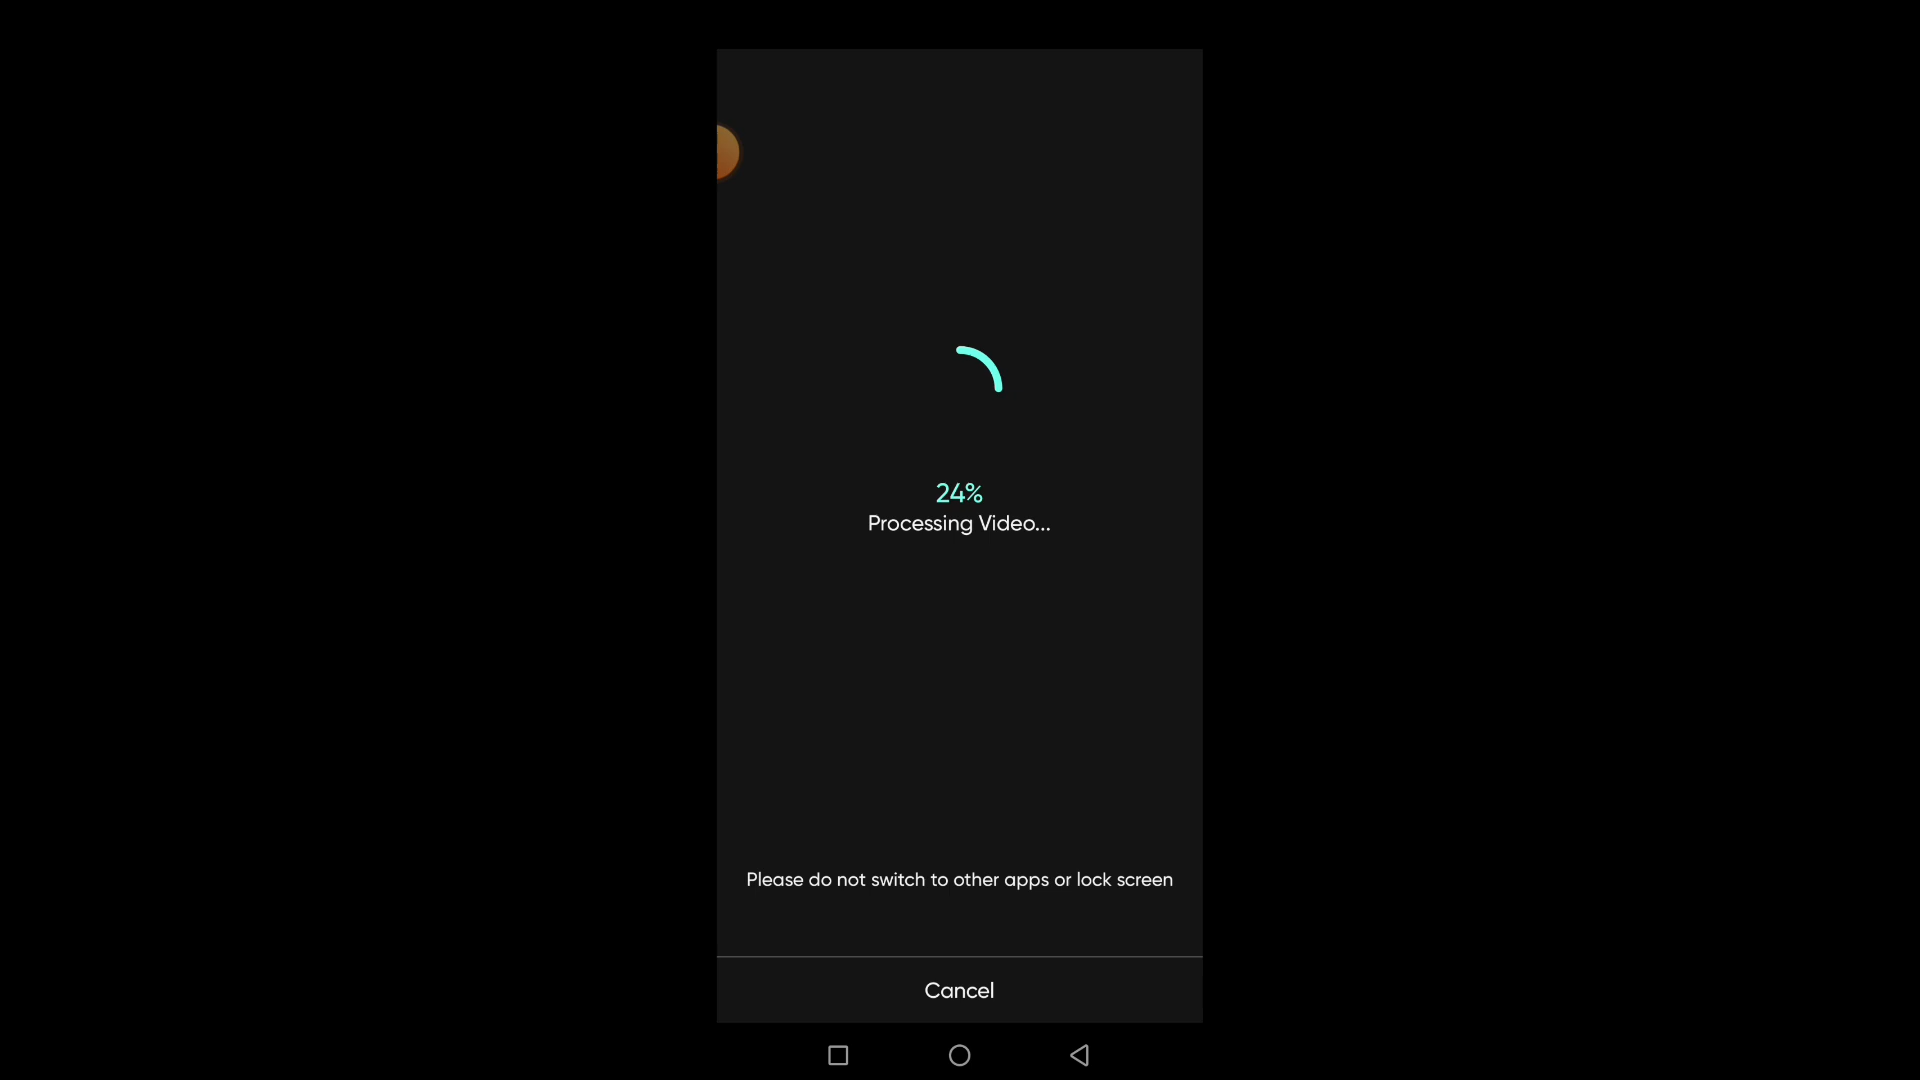 24%
Processing Video...
Please do not switch to other apps or lock screen
Cancel